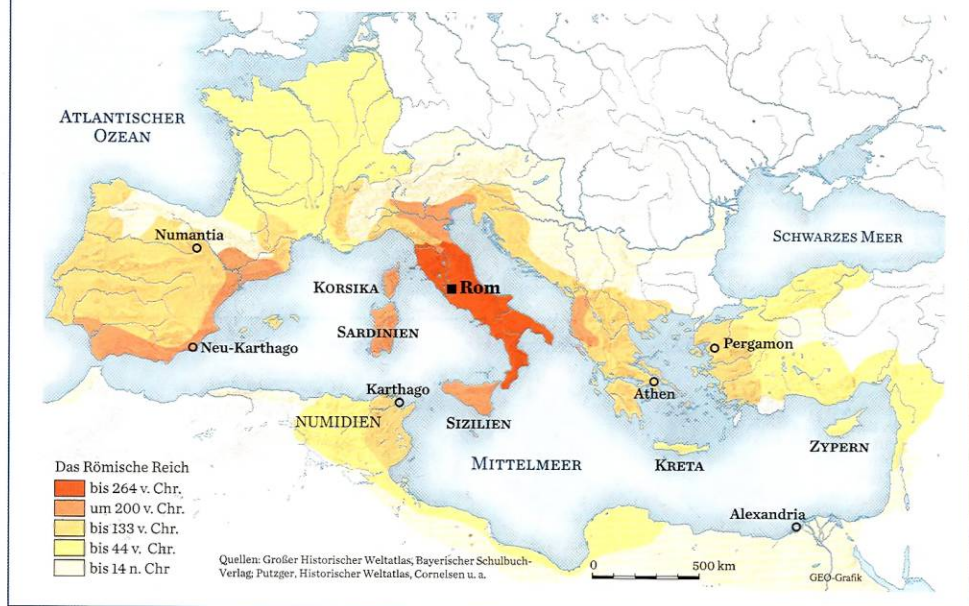 ATLANTISCHER
OZEAN
Numantia
KORSIKA
Rom
SCHWARZES MEER
SARDINIEN
Neu-Karthago
Pergamon
Karthago
Athen
NUMIDIEN
SIZILIEN
ZYPERN
MITTELMEER
KRETA
Das Römische Reich
bis 264 v. Chr.
um 200 v. Chr.
bis 133 v. Chr.
bis 44 v. Chr.
bis 14 n. Chr
Alexandria
Quellen: Großer Historischer Weltatlas, Bayerischer Schulbuch-
Verlag; Putzger, Historischer Weltatlas, Cornelsen u. a.
0 500 km
GEO-Grafik